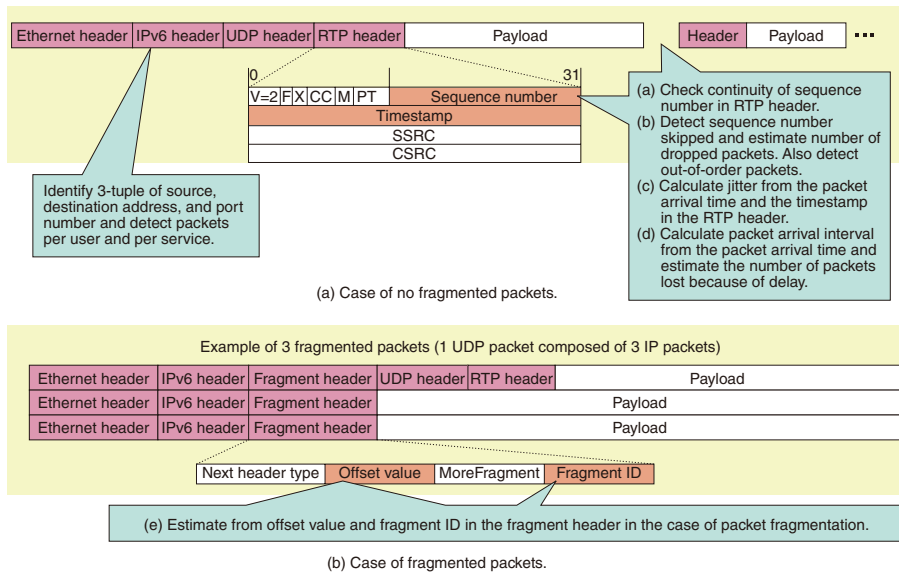 Ethernet header IPv6 header UDP header RTP header Payload Header Payload ...
0 31
V=2 F X CC M PT Sequence number
Timestamp
SSRC
CSRC
Identify 3-tuple of source,
destination address, and port
number and detect packets
per user and per service.
(a) Check continuity of sequence
number in RTP header.
(b) Detect sequence number
skipped and estimate number of
dropped packets. Also detect
out-of-order packets.
(c) Calculate jitter from the packet
arrival time and the timestamp
in the RTP header.
(d) Calculate packet arrival interval
from the packet arrival time and
estimate the number of packets
lost because of delay.
(a) Case of no fragmented packets.
Example of 3 fragmented packets (1 UDP packet composed of 3 IP packets)
Ethernet header IPv6 header Fragment header UDP header RTP header Payload
Ethernet header IPv6 header Fragment header Payload
Ethernet header IPv6 header Fragment header Payload
Next header type Offset value MoreFragment Fragment ID
(e) Estimate from offset value and fragment ID in the fragment header in the case of packet fragmentation.
(b) Case of fragmented packets.